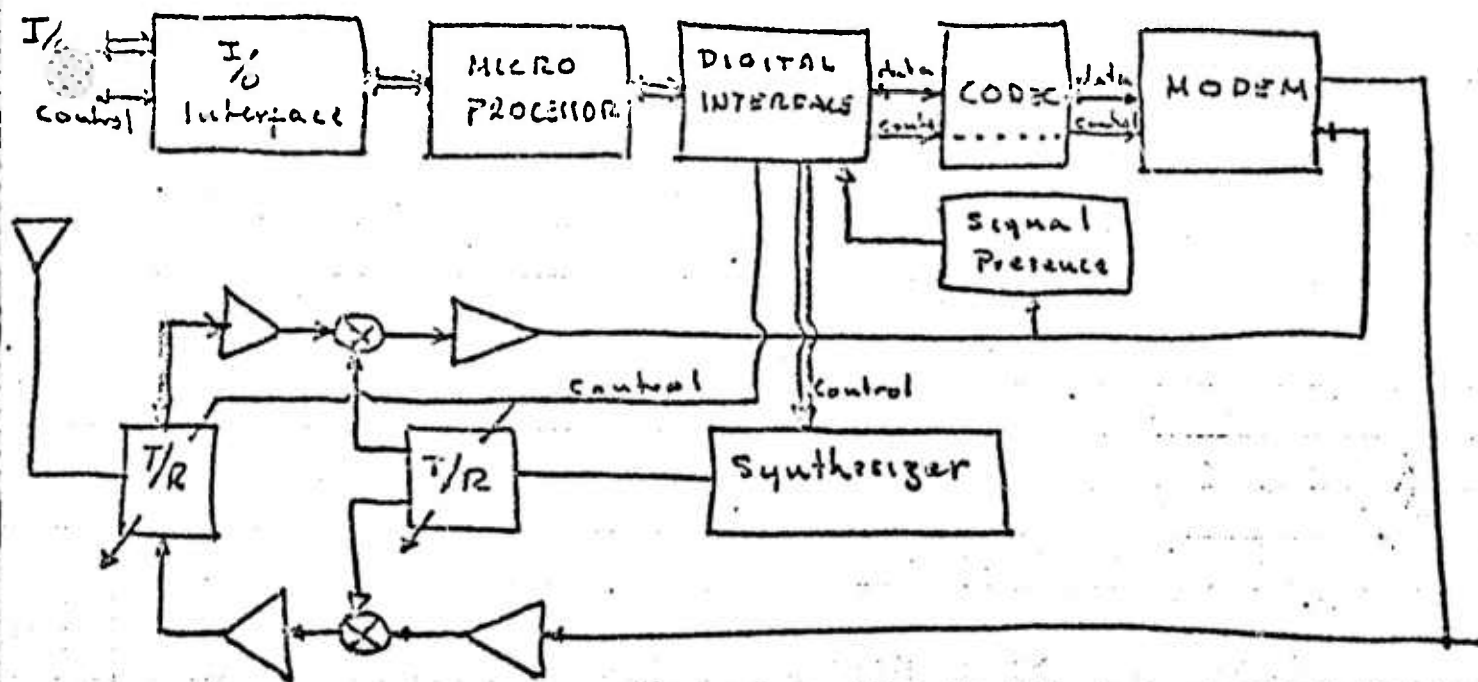 I/
control
I/O
Interface
MICRO
PROCESSOR
DIGITAL
INTERFACE
data
control
CODEC
data
control
MODEM
Signal
Presence
control
control
T/R
T/R
Synthesizer